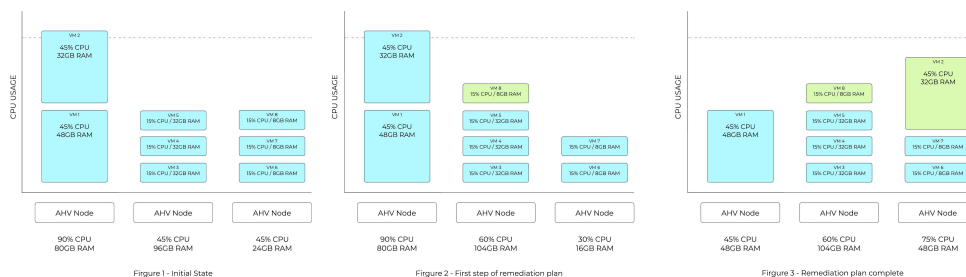 CPU USAGE
VM 2
45% CPU
32GB RAM
VM 1
45% CPU
48GB RAM
VM 5
15% CPU / 32GB RAM
VM 4
15% CPU / 32GB RAM
VM 3
15% CPU / 32GB RAM
VM 8
15% CPU / 8GB RAM
VM 7
15% CPU / 8GB RAM
VM 6
15% CPU / 8GB RAM
AHV Node
AHV Node
AHV Node
90% CPU
80GB RAM
45% CPU
96GB RAM
45% CPU
24GB RAM
Firgure 1 - Initial State
CPU USAGE
VM 2
45% CPU
32GB RAM
VM 1
45% CPU
48GB RAM
VM 8
15% CPU / 8GB RAM
VM 5
15% CPU / 32GB RAM
VM 4
15% CPU / 32GB RAM
VM 3
15% CPU / 32GB RAM
VM 7
15% CPU / 8GB RAM
VM 6
15% CPU / 8GB RAM
AHV Node
AHV Node
AHV Node
90% CPU
80GB RAM
60% CPU
104GB RAM
30% CPU
16GB RAM
Firgure 2 - First step of remediation plan
CPU USAGE
VM 1
45% CPU
48GB RAM
VM 8
15% CPU / 8GB RAM
VM 5
15% CPU / 32GB RAM
VM 4
15% CPU / 32GB RAM
VM 3
15% CPU / 32GB RAM
VM 2
45% CPU
32GB RAM
VM 7
15% CPU / 8GB RAM
VM 6
15% CPU / 8GB RAM
AHV Node
AHV Node
AHV Node
45% CPU
48GB RAM
60% CPU
104GB RAM
75% CPU
48GB RAM
Firgure 3 - Remediation plan complete